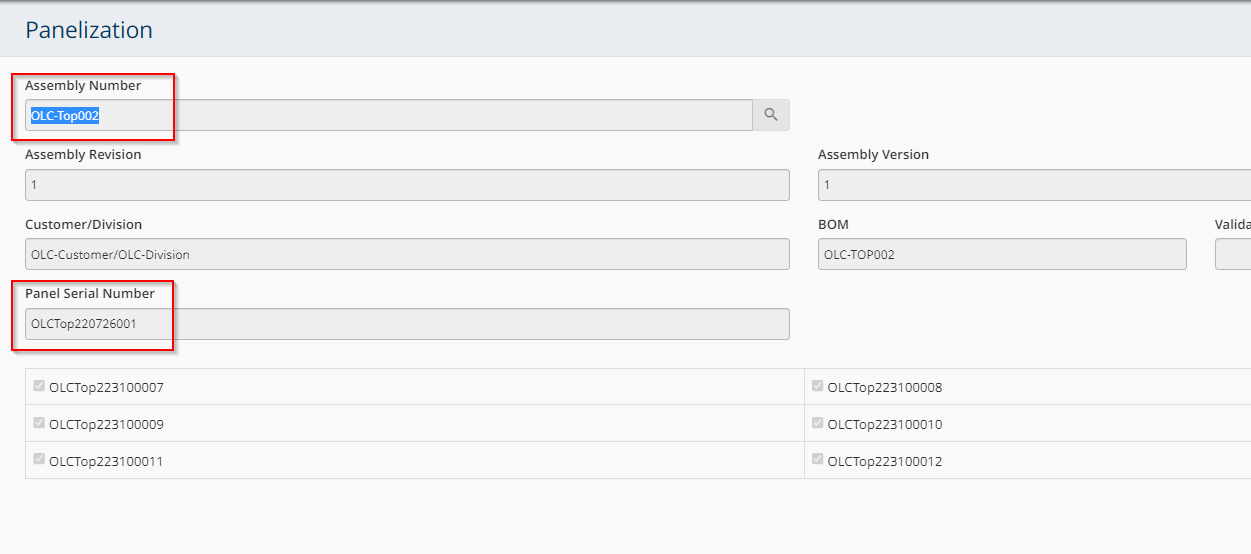 Panelization
Assembly Number
OLC-Top002
Assembly Revision
Assembly Version
1
1
Customer/Division
BOM
Valida
OLC-Customer/OLC-Division
OLC-TOP002
Panel Serial Number
OLCTop220726001
OLCTop223100007
OLCTop223100008
OLCTop223100009
OLCTop223100010
OLCTop223100011
OLCTop223100012